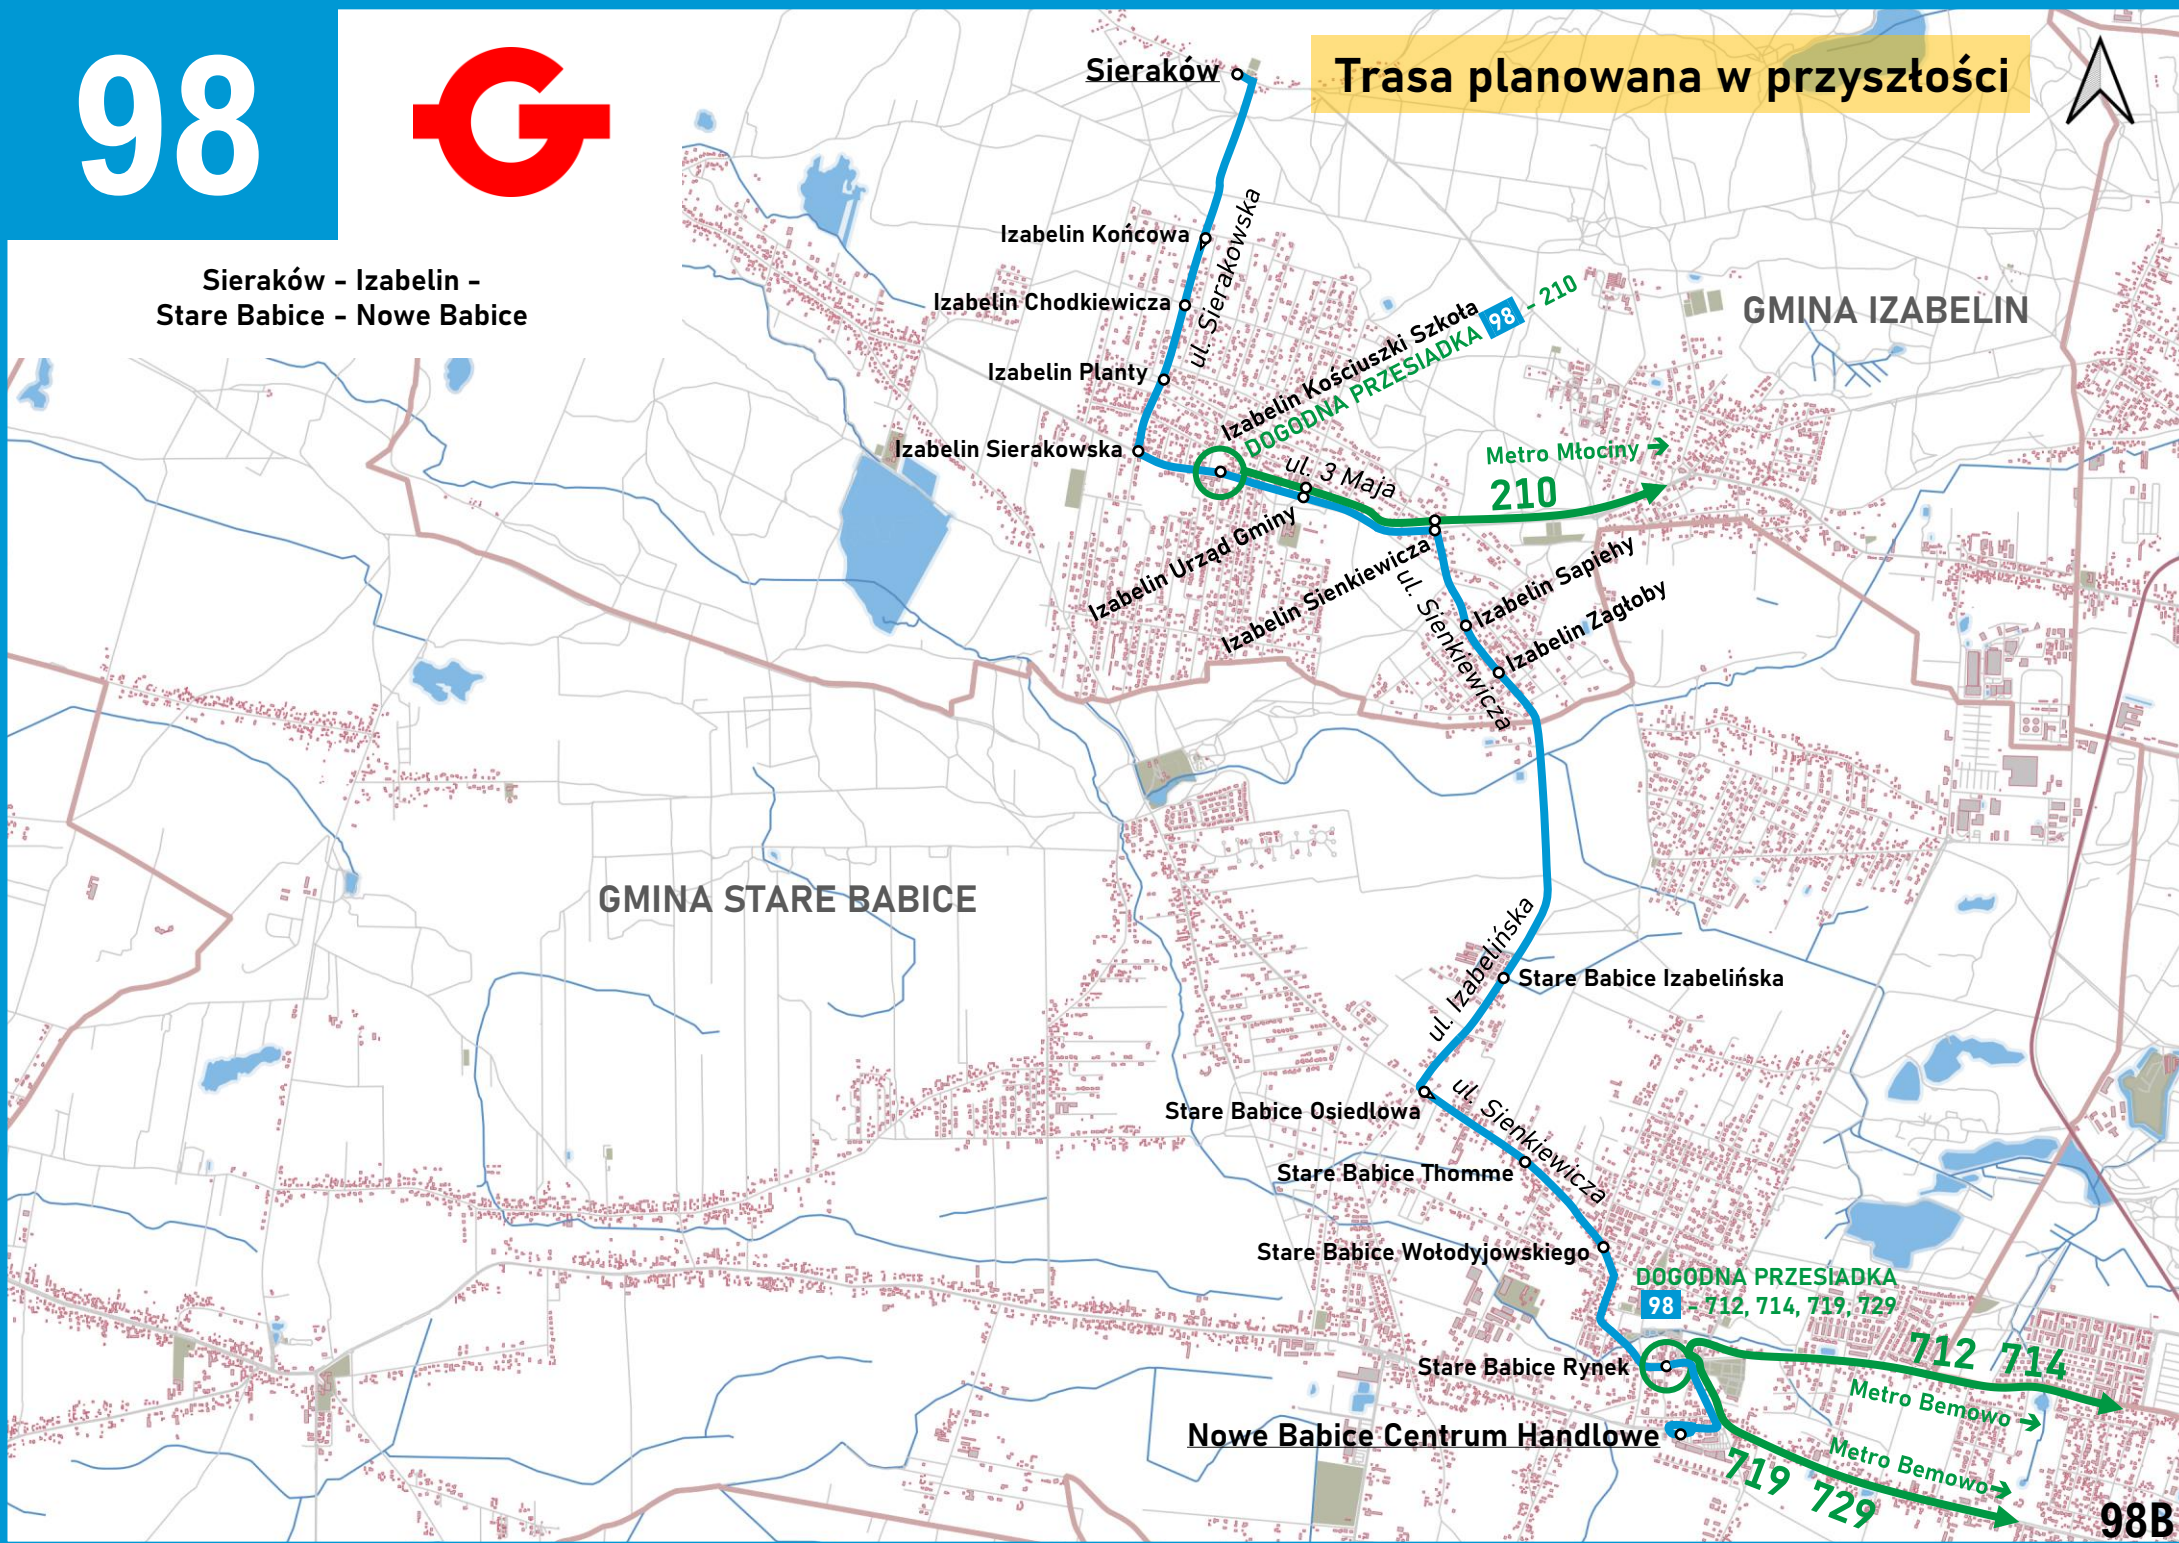 98
G
Sieraków - Izabelin -
Stare Babice - Nowe Babice
Trasa planowana w przyszłości
Sieraków
Izabelin Końcowa
ul. Sierakowska
Izabelin Chodkiewicza
Izabelin Planty
Izabelin Kościuszki Szkoła
DOGODNA PRZESIADKA 98 - 210
GMINA IZABELIN
Izabelin Sierakowska
ul. 3 Maja
Metro Młociny
210
Izabelin Urząd Gminy
Izabelin Sienkiewicza
ul. Sienkiewicza
Izabelin Sapiehy
Izabelin Zagłoby
GMINA STARE BABICE
ul. Izabelińska
Stare Babice Izabelińska
Stare Babice Osiedlowa
ul. Sienkiewicza
Stare Babice Thomme
Stare Babice Wołodyjowskiego
DOGODNA PRZESIADKA
98 - 712, 714, 719, 729
Stare Babice Rynek
712 714
Metro Bemowo
Nowe Babice Centrum Handlowe
Metro Bemowo
719 729
98B